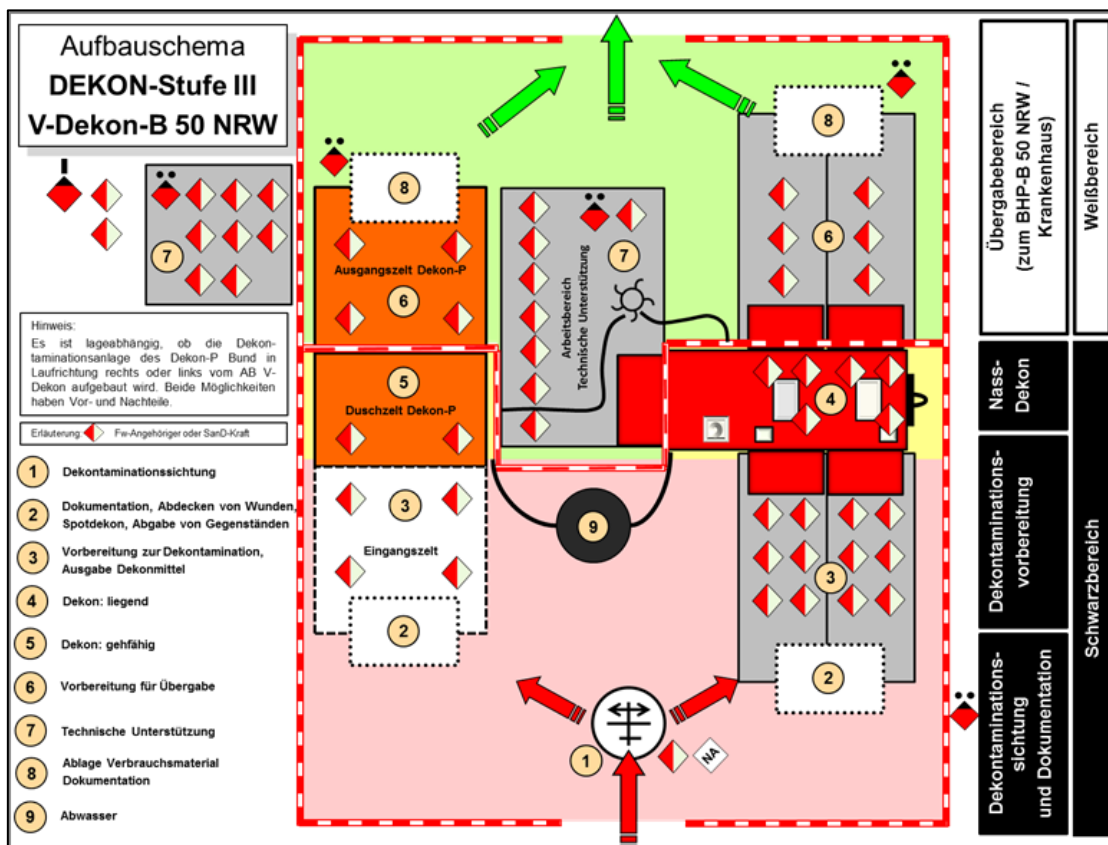 Aufbauschema
DEKON-Stufe III
V-Dekon-B 50 NRW
7
Hinweis:
Es ist lageabhängig, ob die Dekon-
taminationsanlage des Dekon-P Bund in
Laufrichtung rechts oder links vom AB V-
Dekon aufgebaut wird. Beide Möglichkeiten
haben Vor- und Nachteile.
Erläuterung: Fw-Angehöriger oder SanD-Kraft
1 Dekontaminationssichtung
2 Dokumentation, Abdecken von Wunden,
Spotdekon, Abgabe von Gegenständen
3 Vorbereitung zur Dekontamination,
Ausgabe Dekonmittel
4 Dekon: liegend
5 Dekon: gehfähig
6 Vorbereitung für Übergabe
7 Technische Unterstützung
8 Ablage Verbrauchsmaterial
Dokumentation
9 Abwasser
8
Ausgangszelt Dekon-P
6
5
Duschzelt Dekon-P
3
Eingangszelt
2
7
Arbeitsbereich
Technische Unterstützung
9
8
6
4
3
2
1
NA
Übergabebereich
(zum BHP-B 50 NRW /
Krankenhaus)
Weißbereich
Nass-
Dekon
Dekontaminations-
vorbereitung
Dekontaminations-
sichtung
und Dokumentation
Schwarzbereich